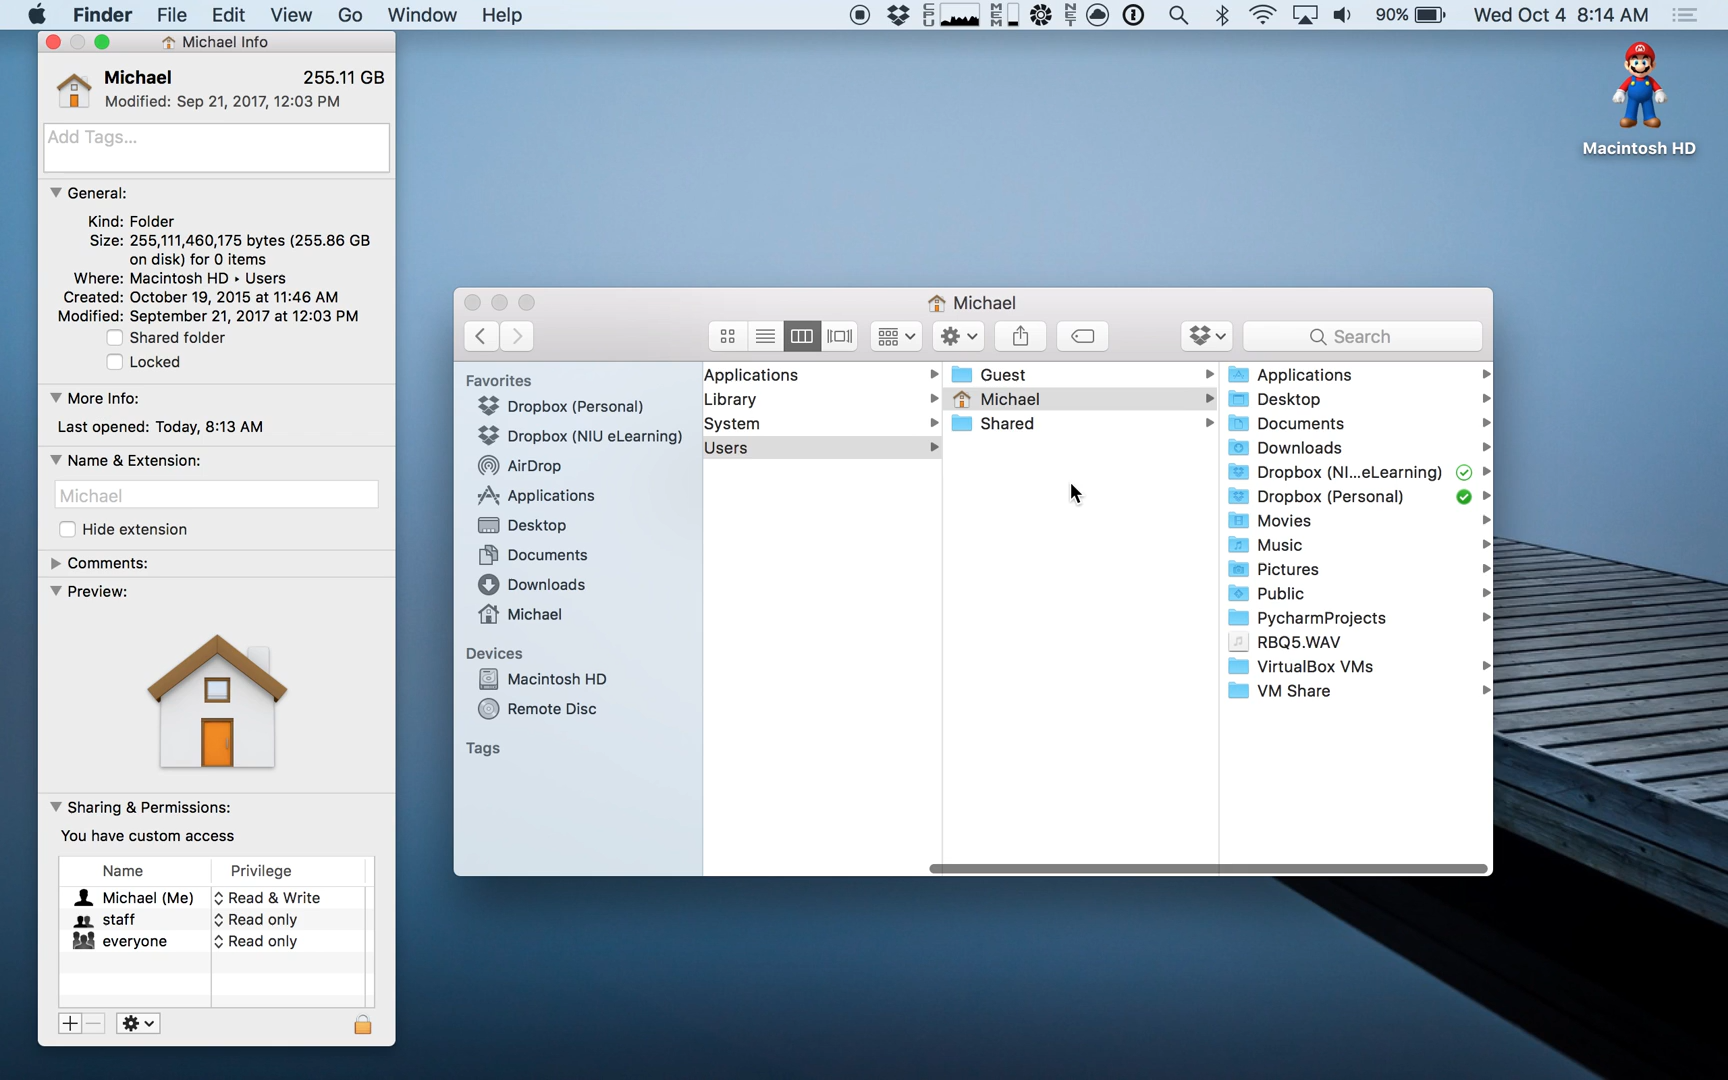 Finder File Edit View Go Window Help
CPU MEM NET 90% Wed Oct 4 8:14 AM
Michael Info
Michael 255.11 GB
Modified: Sep 21, 2017, 12:03 PM
Add Tags...
General:
Kind: Folder
Size: 255,111,460,175 bytes (255.86 GB
on disk) for 0 items
Where: Macintosh HD ▸ Users
Created: October 19, 2015 at 11:46 AM
Modified: September 21, 2017 at 12:03 PM
Shared folder
Locked
More Info:
Last opened: Today, 8:13 AM
Name & Extension:
Michael
Hide extension
Comments:
Preview:
Sharing & Permissions:
You have custom access
Name Privilege
Michael (Me) Read & Write
staff Read only
everyone Read only
Macintosh HD
Michael
Search
Favorites
Dropbox (Personal)
Dropbox (NIU eLearning)
AirDrop
Applications
Desktop
Documents
Downloads
Michael
Devices
Macintosh HD
Remote Disc
Tags
Applications
Library
System
Users
Guest
Michael
Shared
Applications
Desktop
Documents
Downloads
Dropbox (NI...eLearning)
Dropbox (Personal)
Movies
Music
Pictures
Public
PycharmProjects
RBQ5.WAV
VirtualBox VMs
VM Share